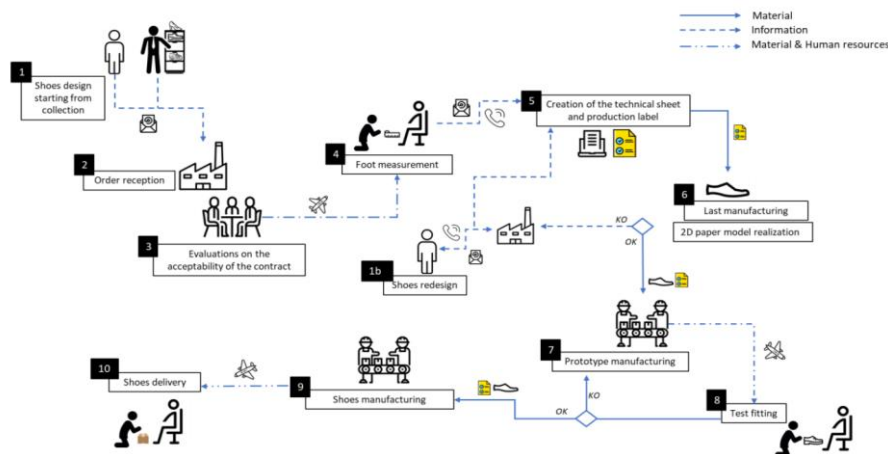 Material
Information
Material & Human resources
1
Shoes design
starting from
collection
2
Order reception
3
Evaluations on the
acceptability of the contract
4
Foot measurement
5
Creation of the technical sheet
and production label
6
Last manufacturing
2D paper model realization
1b
Shoes redesign
KO
OK
7
Prototype manufacturing
8
Test fitting
KO
OK
9
Shoes manufacturing
10
Shoes delivery